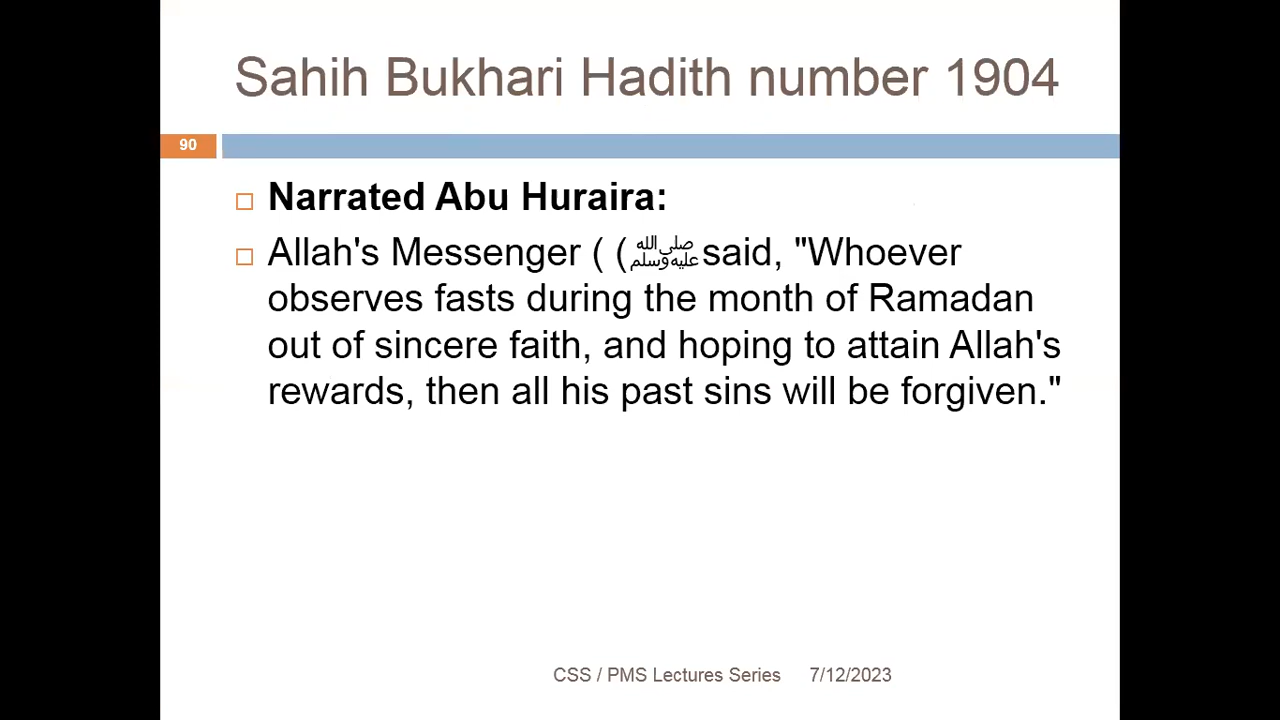 Sahih Bukhari Hadith number 1904
90
Narrated Abu Huraira:
Allah's Messenger ( (ﷺ said, "Whoever
observes fasts during the month of Ramadan
out of sincere faith, and hoping to attain Allah's
rewards, then all his past sins will be forgiven."
CSS / PMS Lectures Series 7/12/2023